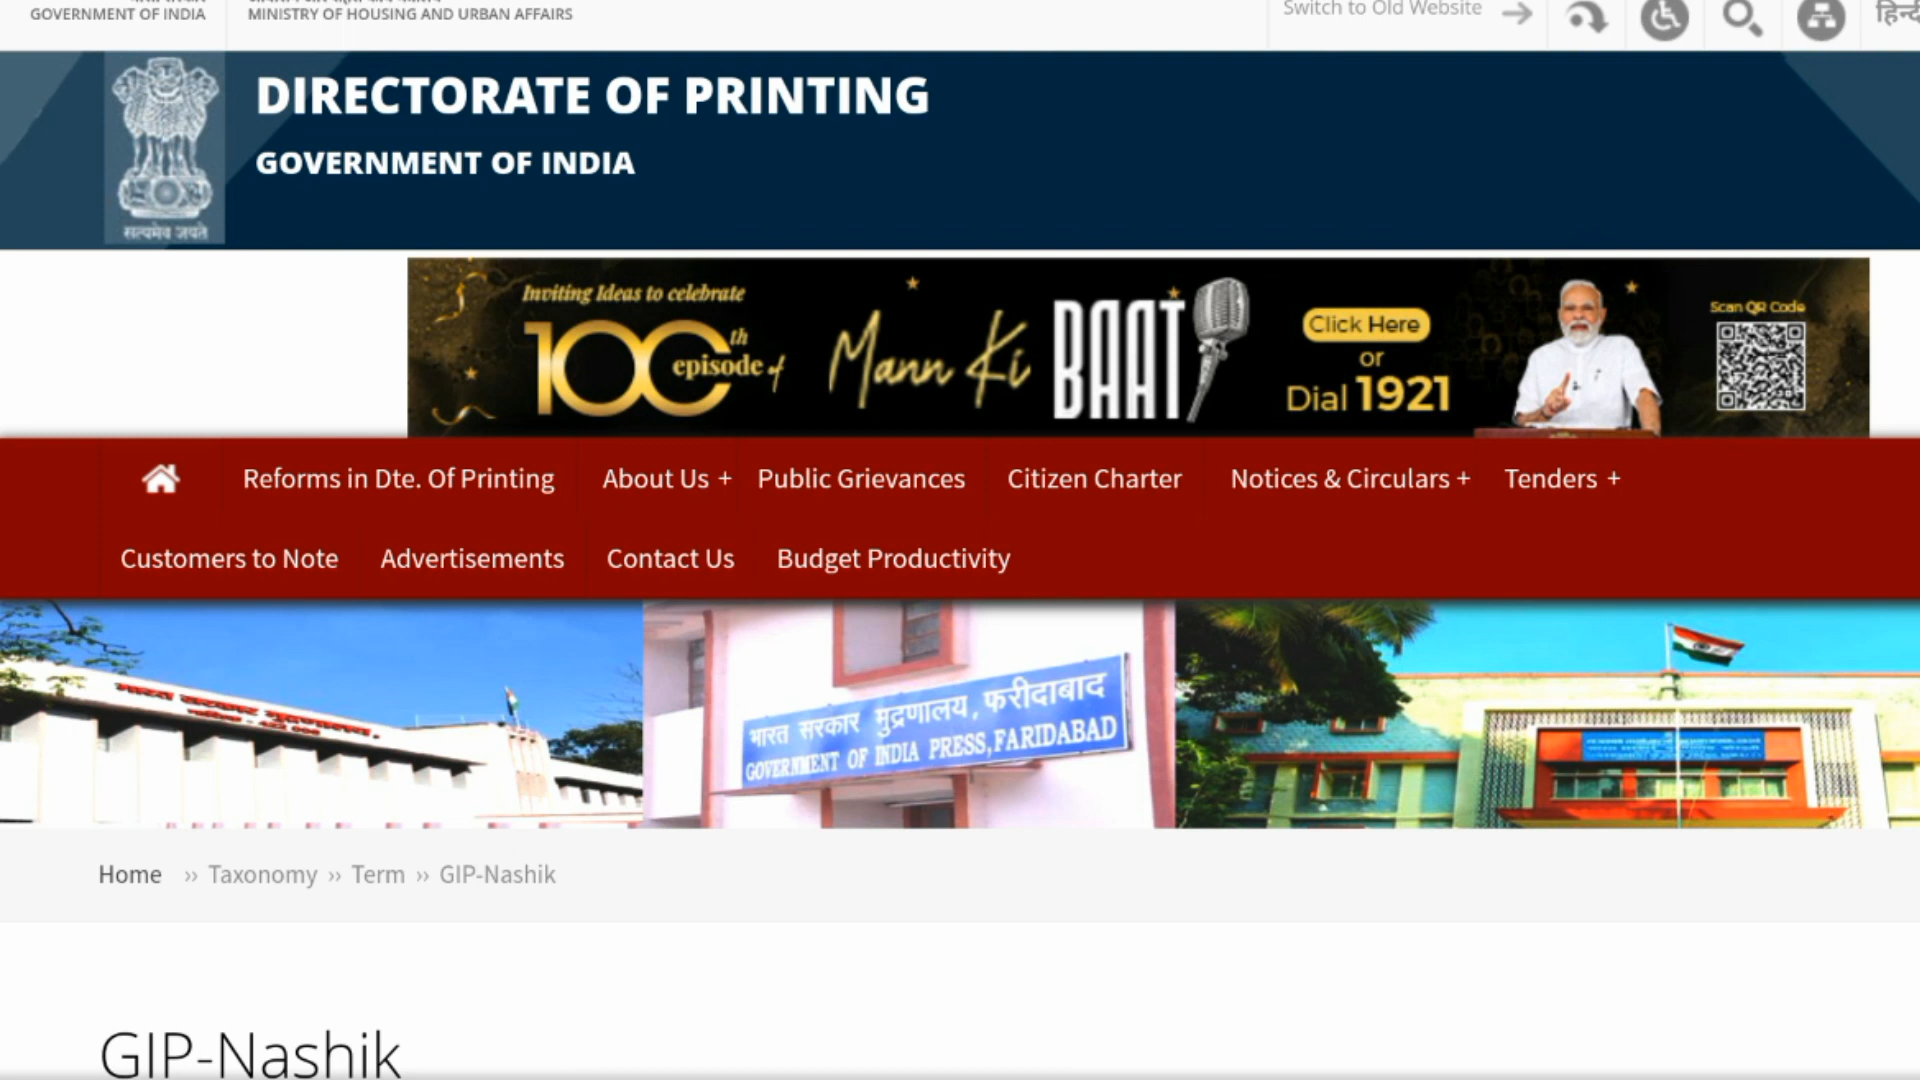 GOVERNMENT OF INDIA
MINISTRY OF HOUSING AND URBAN AFFAIRS
Switch to Old Website
हिन्दी
DIRECTORATE OF PRINTING
GOVERNMENT OF INDIA
सत्यमेव जयते
Inviting Ideas to celebrate
100th episode of Mann Ki BAAT
Click Here
or
Dial 1921
Scan QR Code
Reforms in Dte. Of Printing
About Us +
Public Grievances
Citizen Charter
Notices & Circulars +
Tenders +
Customers to Note
Advertisements
Contact Us
Budget Productivity
भारत सरकार मुद्रणालय,
भारत सरकार मुद्रणालय, फरीदाबाद
GOVERNMENT OF INDIA PRESS, FARIDABAD
Home » Taxonomy » Term » GIP-Nashik
GIP-Nashik